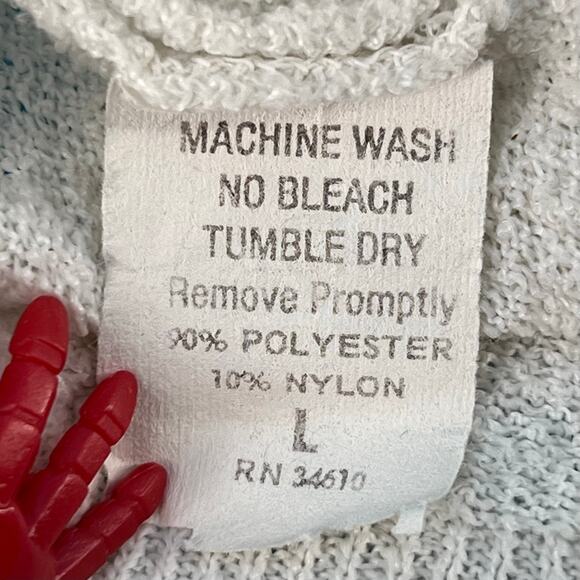 MACHINE WASH
NO BLEACH
TUMBLE DRY
Remove Promptly
90% POLYESTER
10% NYLON
L
RN 34610